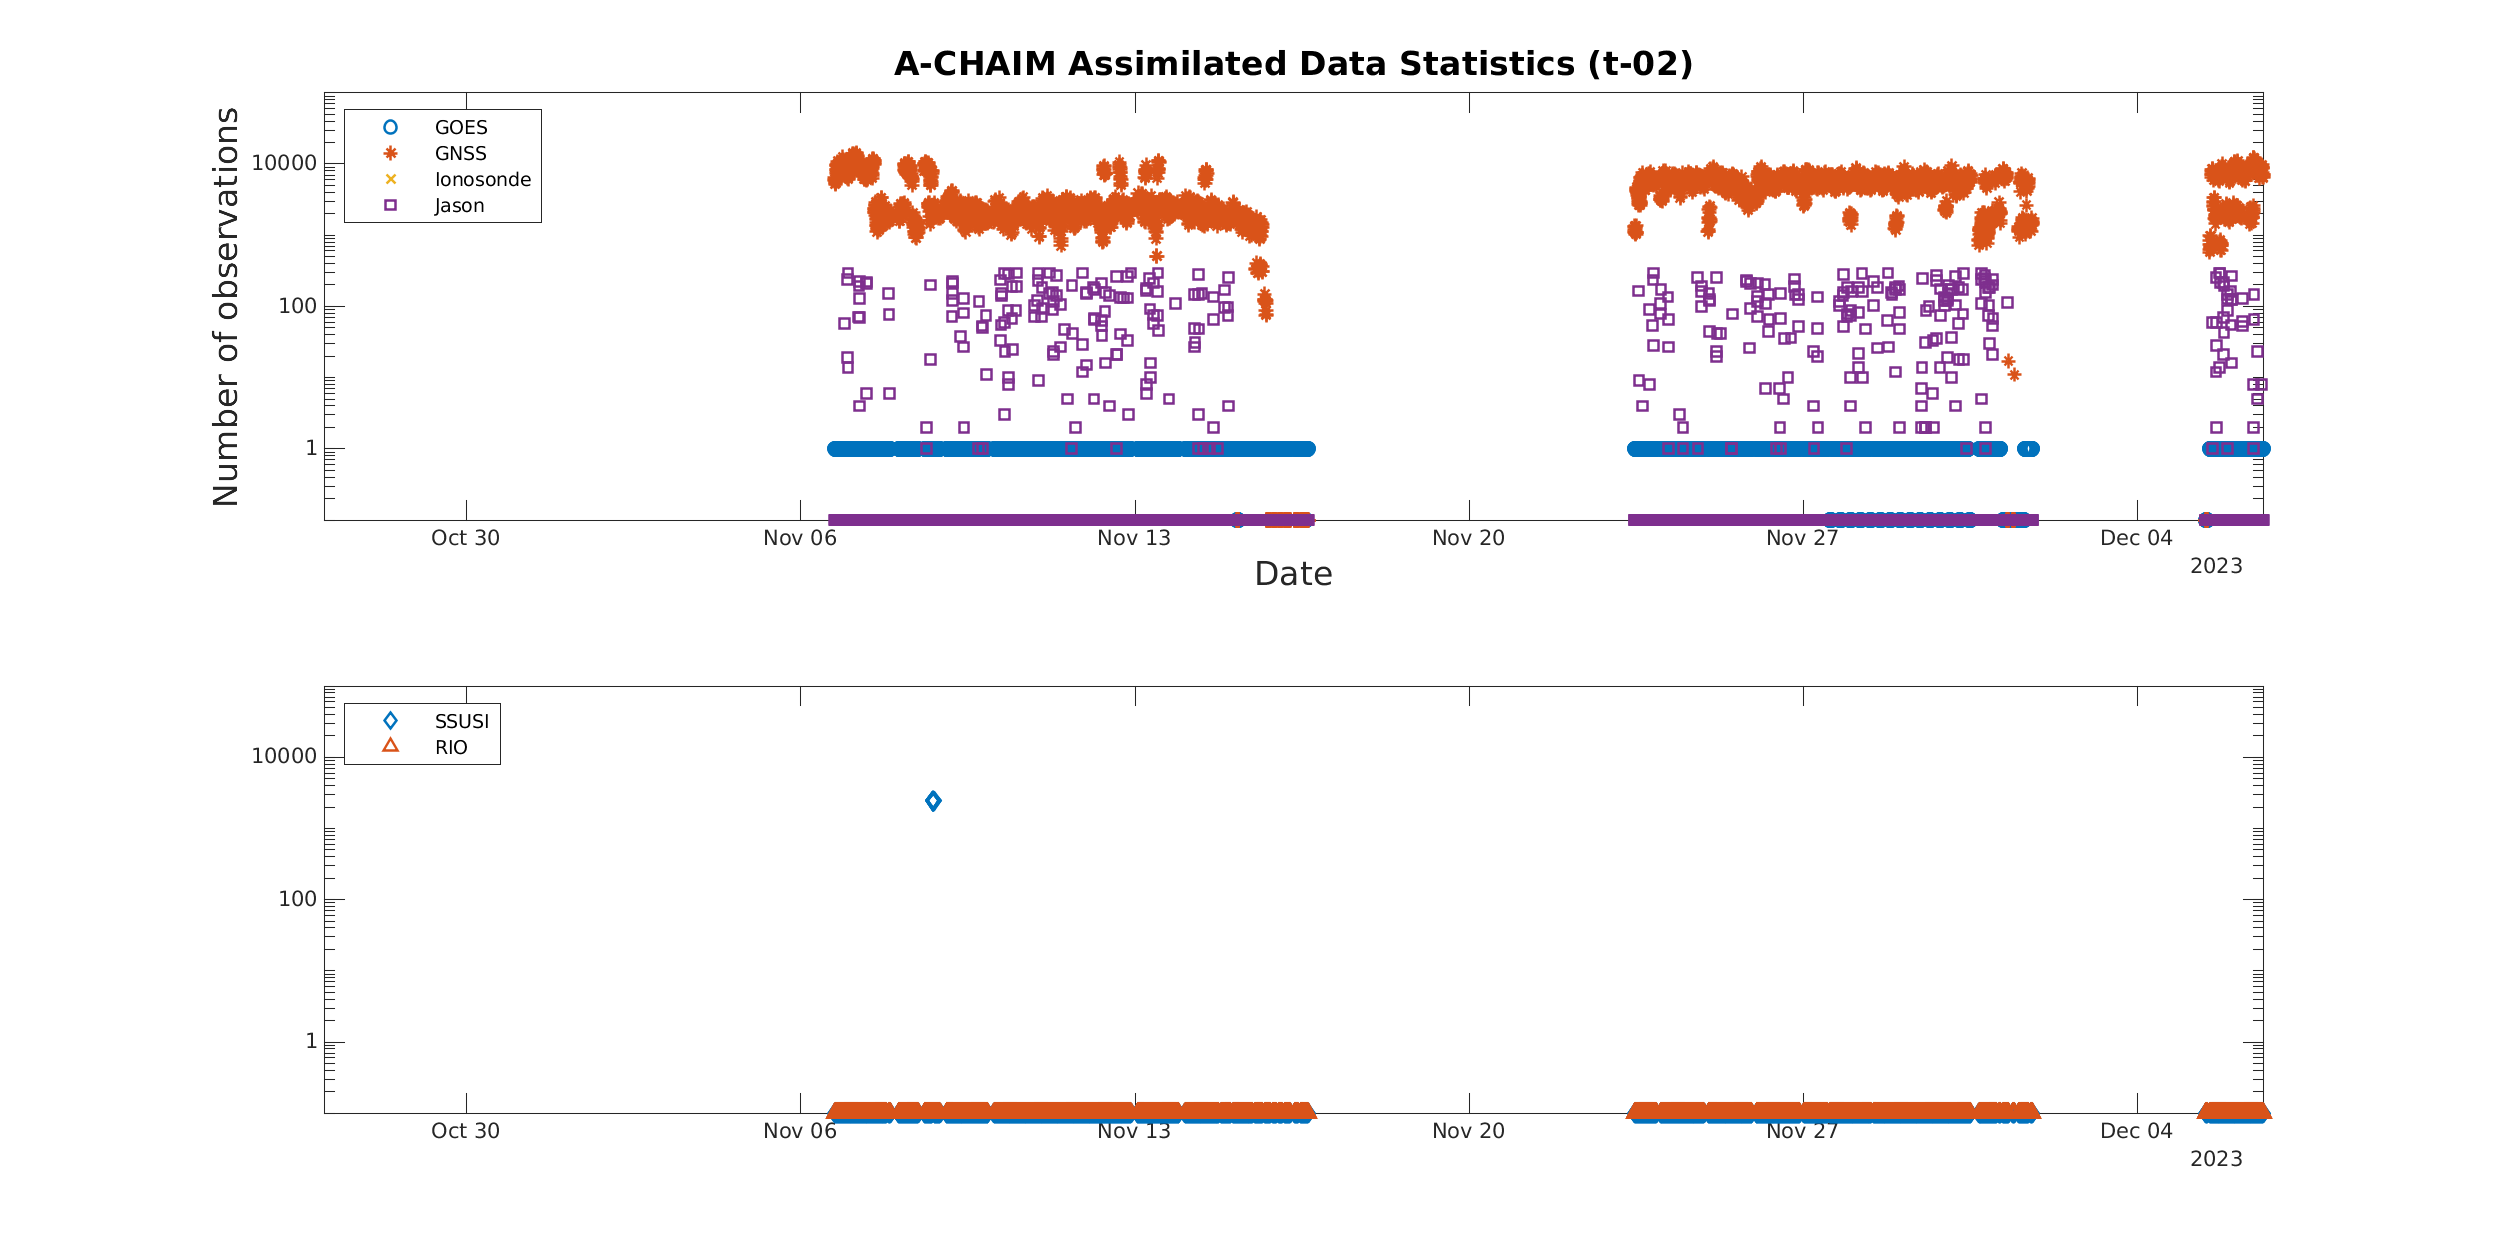 A-CHAIM Assimilated Data Statistics (t-02)
Number of observations
10000
100
1
GOES
GNSS
Ionosonde
Jason
Oct 30
Nov 06
Nov 13
Nov 20
Nov 27
Dec 04
2023
Date
10000
100
1
SSUSI
RIO
Oct 30
Nov 06
Nov 13
Nov 20
Nov 27
Dec 04
2023